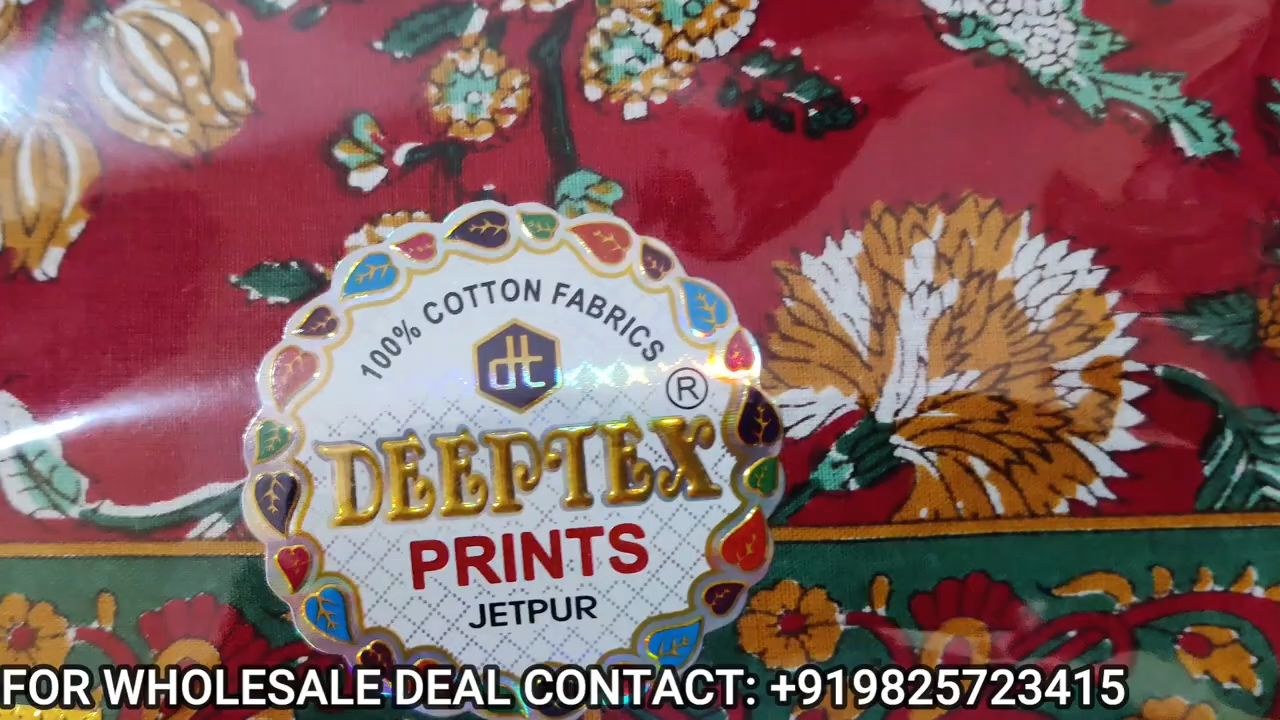 100% COTTON FABRICS
dt
®
DEEPTEX
PRINTS
JETPUR
FOR WHOLESALE DEAL CONTACT: +919825723415